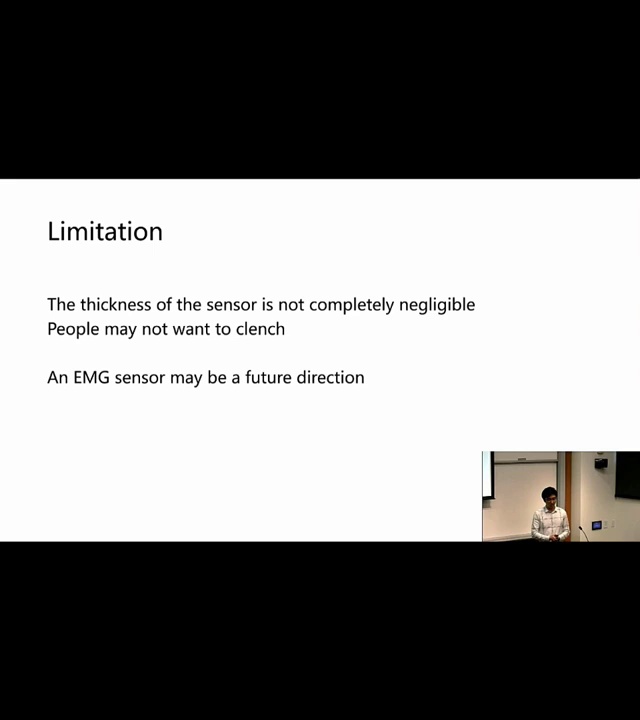 Limitation
The thickness of the sensor is not completely negligible
People may not want to clench
An EMG sensor may be a future direction